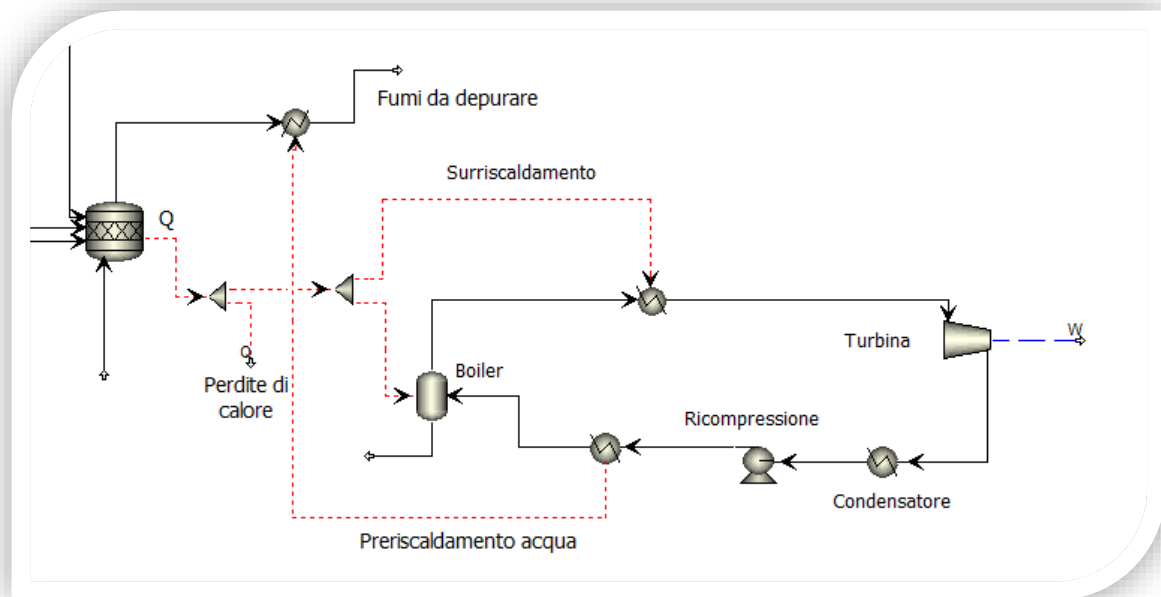 Fumi da depurare
Surriscaldamento
Q
Q
Perdite di
calore
Boiler
Turbina
W
Ricompressione
Condensatore
Preriscaldamento acqua